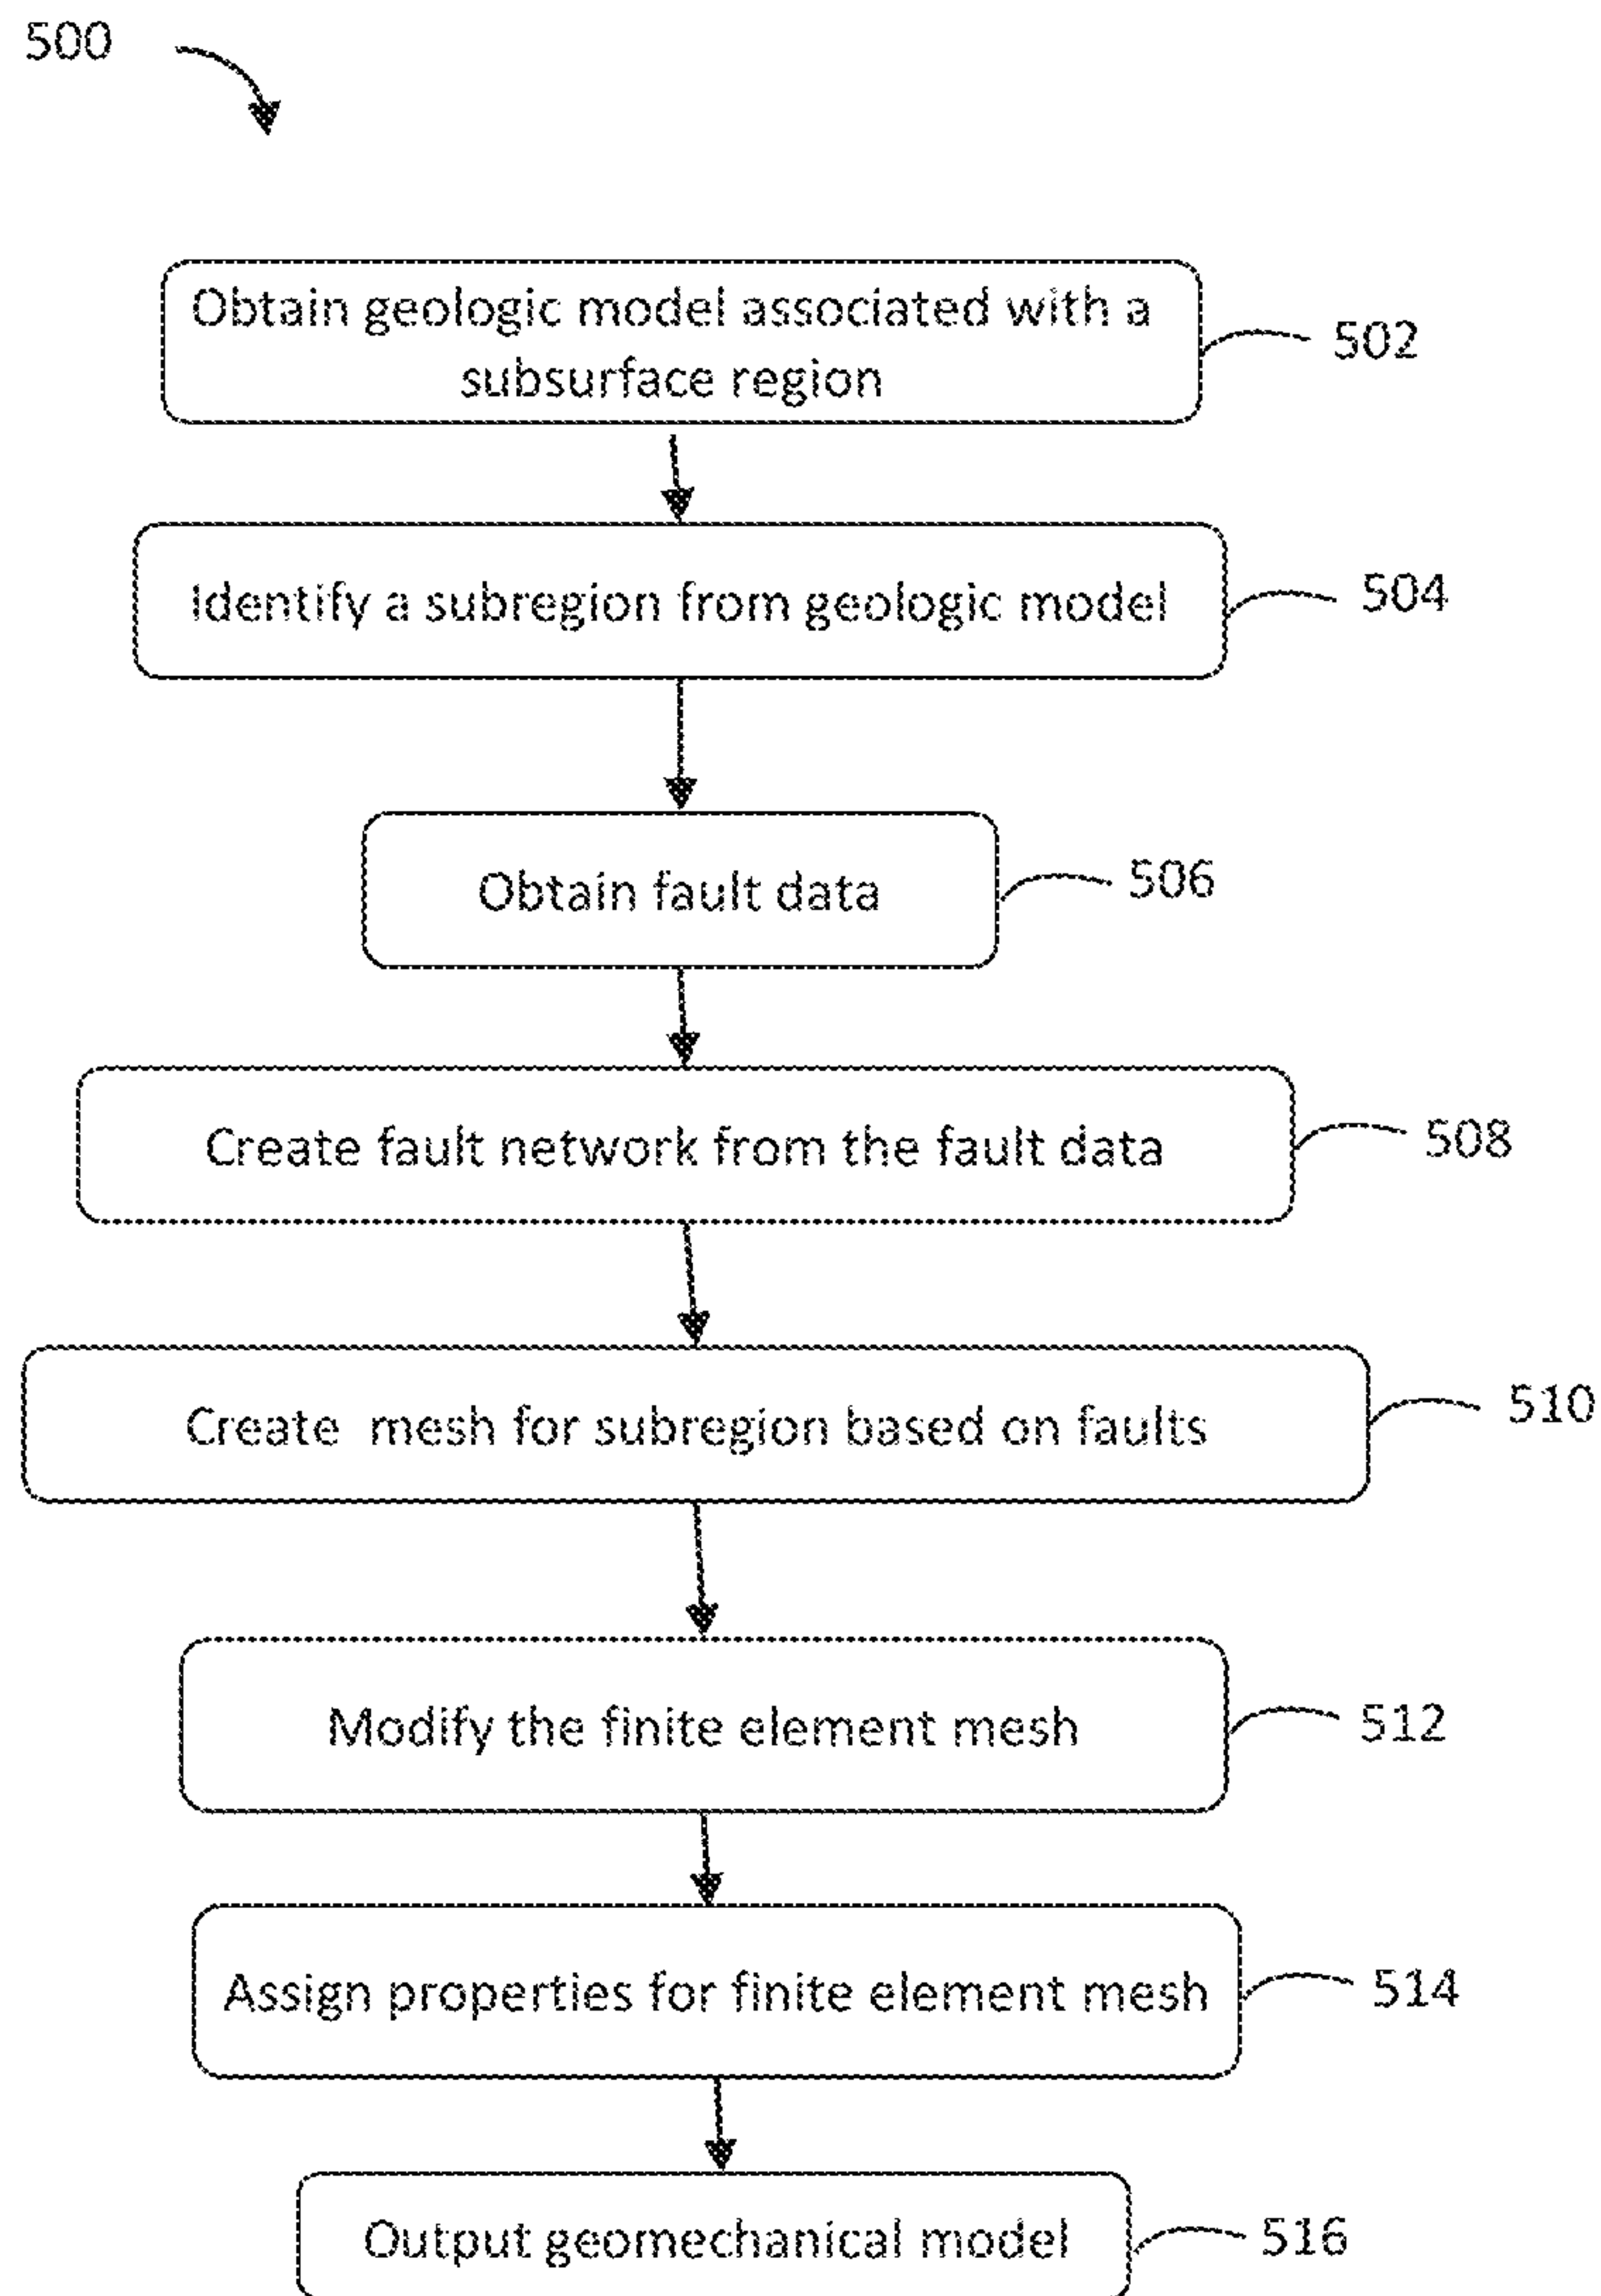 500
Obtain geologic model associated with a
subsurface region
502
Identify a subregion from geologic model
504
Obtain fault data
506
Create fault network from the fault data
508
Create mesh for subregion based on faults
510
Modify the finite element mesh
512
Assign properties for finite element mesh
514
Output geomechanical model
516